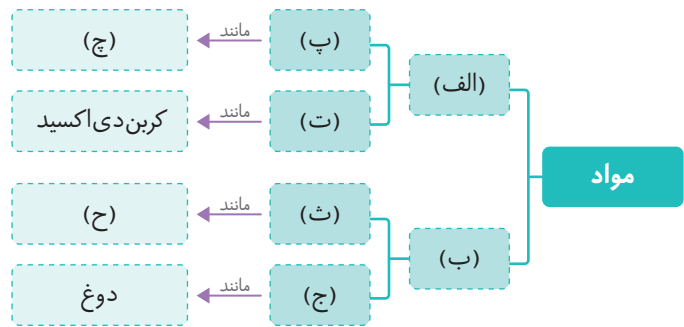 مواد
(الف)
(ب)
(پ)
مانند
(چ)
(ت)
مانند
کربن‌دی‌اکسید
(ث)
مانند
(ح)
(ج)
مانند
دوغ